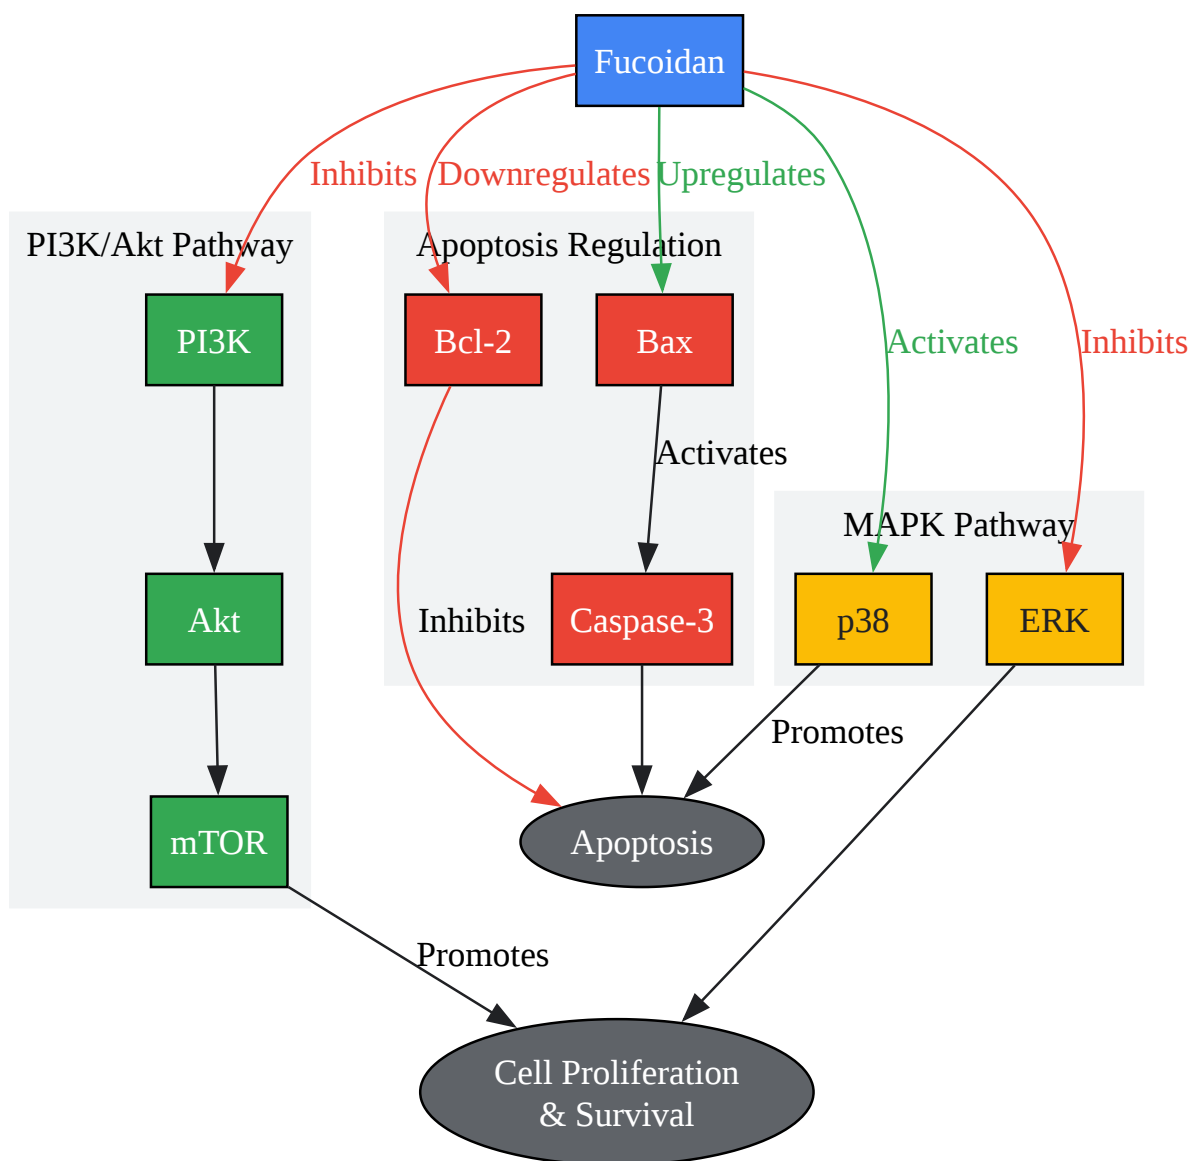 Fucoidan
Inhibits
Downregulates
Upregulates
PI3K/Akt Pathway
Apoptosis Regulation
PI3K
Bcl-2
Bax
Activates
Inhibits
Activates
MAPK Pathway
Akt
Inhibits
Caspase-3
p38
ERK
Promotes
mTOR
Apoptosis
Promotes
Cell Proliferation
& Survival